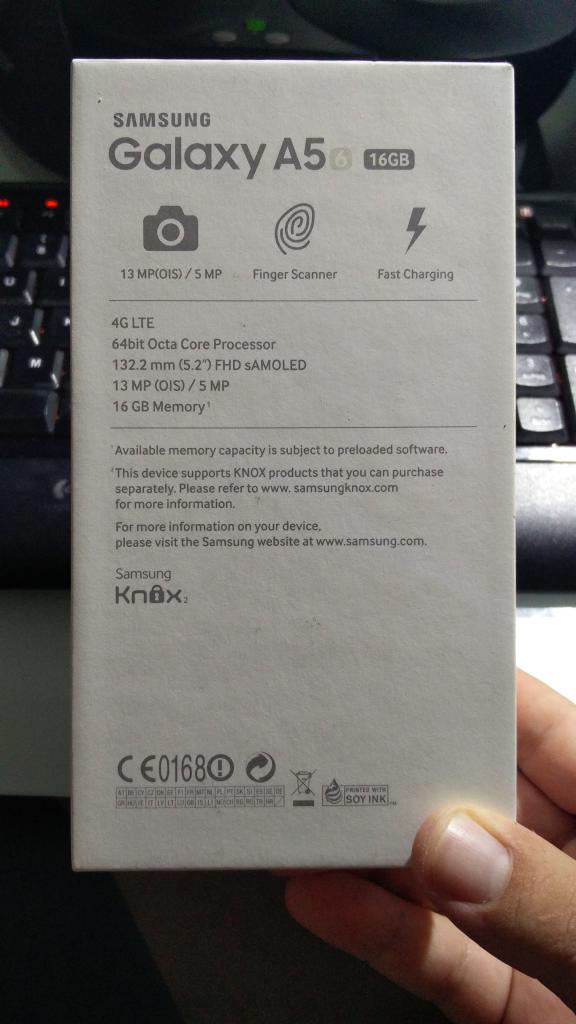 SAMSUNG
Galaxy A5 6 16GB
13 MP(OIS) / 5 MP Finger Scanner Fast Charging
4G LTE
64bit Octa Core Processor
132.2 mm (5.2") FHD sAMOLED
13 MP (OIS) / 5 MP
16 GB Memory¹
¹Available memory capacity is subject to preloaded software.
²This device supports KNOX products that you can purchase
separately. Please refer to www. samsungknox.com
for more information.
For more information on your device,
please visit the Samsung website at www.samsung.com.
Samsung
Knox₂
CE0168
PRINTED WITH
SOY INK™